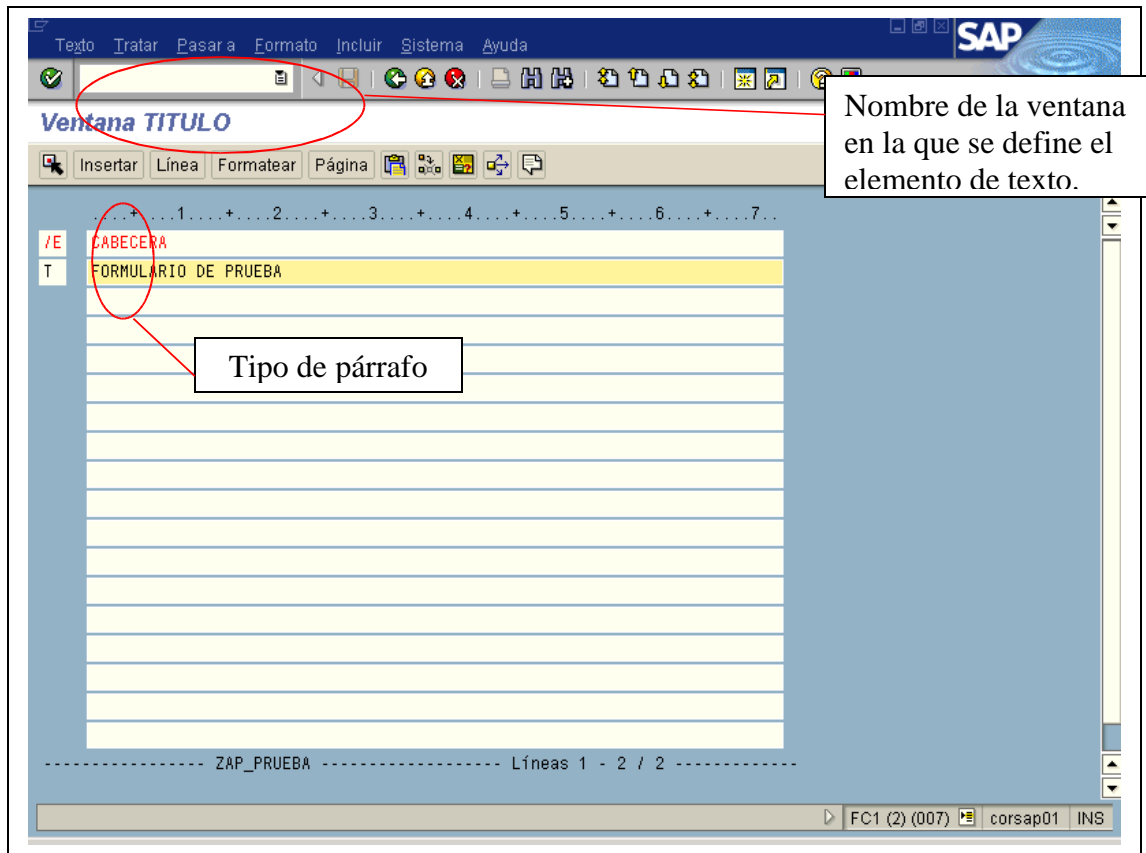 Texto Tratar Pasar a Formato Incluir Sistema Ayuda
SAP
Ventana TITULO
Nombre de la ventana
en la que se define el
elemento de texto.
Insertar Línea Formatear Página
....+....1....+....2....+....3....+....4....+....5....+....6....+....7..
/E CABECERA
T FORMULARIO DE PRUEBA
Tipo de párrafo
----------------- ZAP_PRUEBA ------------------- Líneas 1 - 2 / 2 -------------
FC1 (2) (007) corsap01 INS